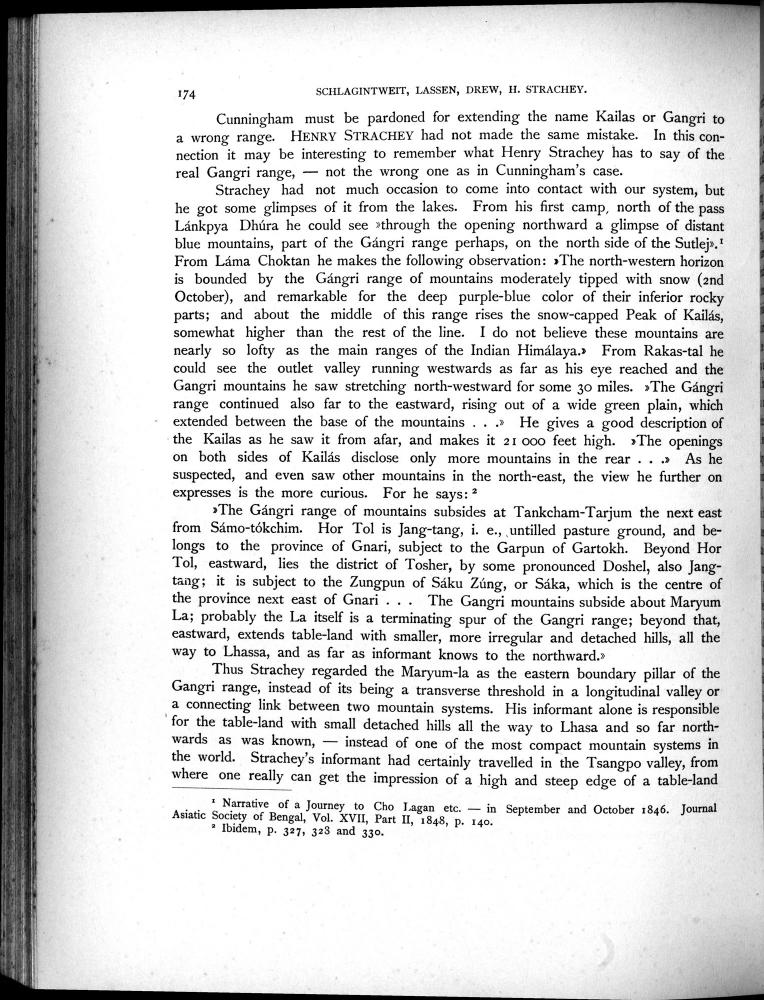 174
SCHLAGINTWEIT, LASSEN, DREW, H. STRACHEY.
Cunningham must be pardoned for extending the name Kailas or Gangri to
a wrong range. HENRY STRACHEY had not made the same mistake. In this con-
nection it may be interesting to remember what Henry Strachey has to say of the
real Gangri range, — not the wrong one as in Cunningham's case.
Strachey had not much occasion to come into contact with our system, but
he got some glimpses of it from the lakes. From his first camp, north of the pass
Lánkpya Dhúra he could see »through the opening northward a glimpse of distant
blue mountains, part of the Gángri range perhaps, on the north side of the Sutlej».¹
From Láma Choktan he makes the following observation: »The north-western horizon
is bounded by the Gángri range of mountains moderately tipped with snow (2nd
October), and remarkable for the deep purple-blue color of their inferior rocky
parts; and about the middle of this range rises the snow-capped Peak of Kailás,
somewhat higher than the rest of the line. I do not believe these mountains are
nearly so lofty as the main ranges of the Indian Himálaya.» From Rakas-tal he
could see the outlet valley running westwards as far as his eye reached and the
Gangri mountains he saw stretching north-westward for some 30 miles. »The Gángri
range continued also far to the eastward, rising out of a wide green plain, which
extended between the base of the mountains . . .» He gives a good description of
the Kailas as he saw it from afar, and makes it 21 000 feet high. »The openings
on both sides of Kailás disclose only more mountains in the rear . . .» As he
suspected, and even saw other mountains in the north-east, the view he further on
expresses is the more curious. For he says: ²
»The Gángri range of mountains subsides at Tankcham-Tarjum the next east
from Sámo-tókchim. Hor Tol is Jang-tang, i. e., untilled pasture ground, and be-
longs to the province of Gnari, subject to the Garpun of Gartokh. Beyond Hor
Tol, eastward, lies the district of Tosher, by some pronounced Doshel, also Jang-
tang; it is subject to the Zungpun of Sáku Zúng, or Sáka, which is the centre of
the province next east of Gnari . . . The Gangri mountains subside about Maryum
La; probably the La itself is a terminating spur of the Gangri range; beyond that,
eastward, extends table-land with smaller, more irregular and detached hills, all the
way to Lhassa, and as far as informant knows to the northward.»
Thus Strachey regarded the Maryum-la as the eastern boundary pillar of the
Gangri range, instead of its being a transverse threshold in a longitudinal valley or
a connecting link between two mountain systems. His informant alone is responsible
for the table-land with small detached hills all the way to Lhasa and so far north-
wards as was known, — instead of one of the most compact mountain systems in
the world. Strachey's informant had certainly travelled in the Tsangpo valley, from
where one really can get the impression of a high and steep edge of a table-land
¹ Narrative of a Journey to Cho Lagan etc. — in September and October 1846. Journal
Asiatic Society of Bengal, Vol. XVII, Part II, 1848, p. 140.
² Ibidem, p. 327, 328 and 330.